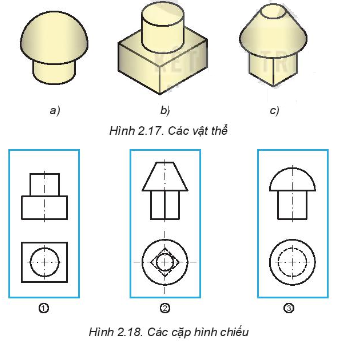 a) b) c)
Hình 2.17. Các vật thể
1 2 3
Hình 2.18. Các cặp hình chiếu